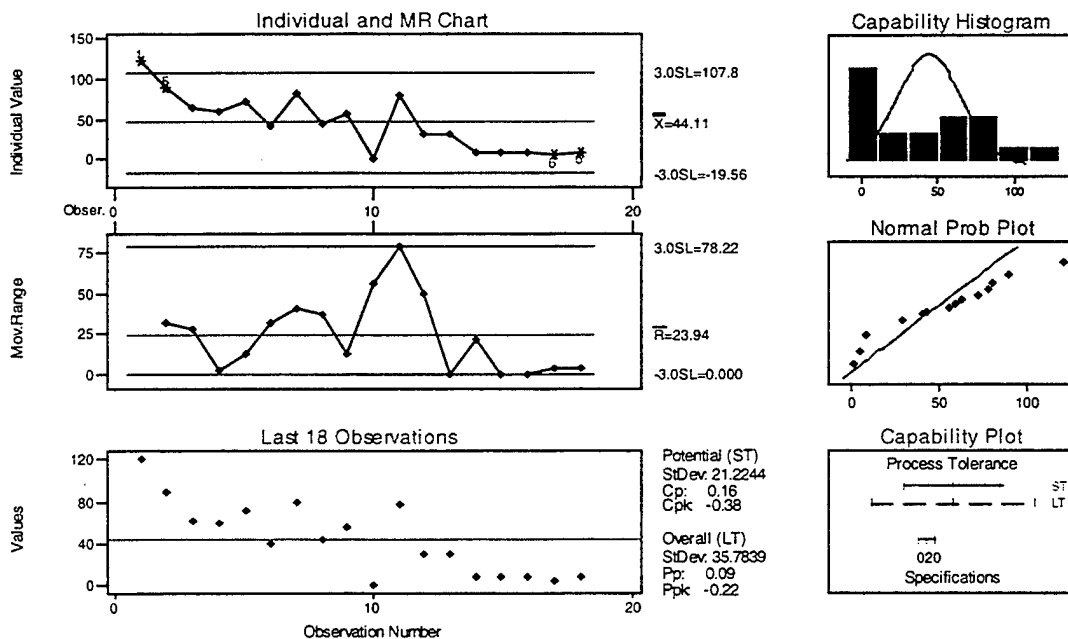 Individual and MR Chart
Individual Value
150
100
50
0
1
5
6
5
3.0SL=107.8
X=44.11
-3.0SL=-19.56
Obser. 0
10
20
Mov.Range
75
50
25
0
3.0SL=78.22
R=23.94
-3.0SL=0.000
Last 18 Observations
Values
120
80
40
0
0
10
20
Observation Number
Potential (ST)
StDev: 21.2244
Cp: 0.16
Cpk: -0.38
Overall (LT)
StDev: 35.7839
Pp: 0.09
Ppk: -0.22
Capability Histogram
0
50
100
Normal Prob Plot
0
50
100
Capability Plot
Process Tolerance
ST
LT
020
Specifications